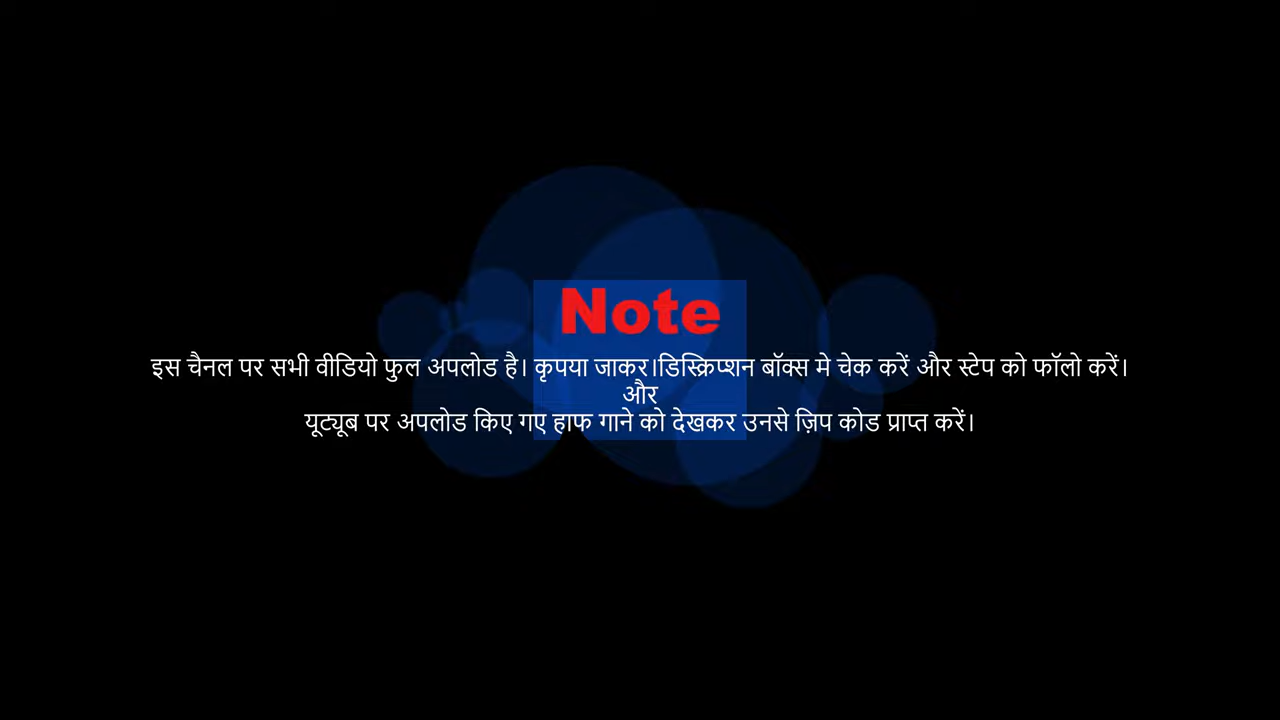 Note
इस चैनल पर सभी वीडियो फुल अपलोड है। कृपया जाकर।डिस्क्रिप्शन बॉक्स मे चेक करें और स्टेप को फॉलो करें।
और
यूट्यूब पर अपलोड किए गए हाफ गाने को देखकर उनसे ज़िप कोड प्राप्त करें।